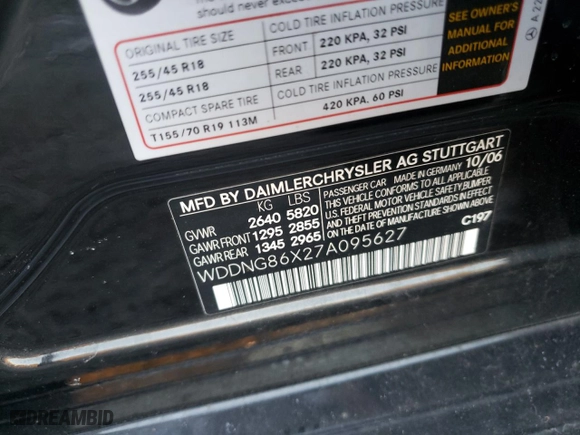 should never exceed
ORIGINAL TIRE SIZE COLD TIRE INFLATION PRESSURE
255/45 R18 FRONT 220 KPA, 32 PSI
255/45 R18 REAR 220 KPA, 32 PSI
COMPACT SPARE TIRE COLD TIRE INFLATION PRESSURE
T155/70 R19 113M 420 KPA. 60 PSI
SEE OWNER'S
MANUAL FOR
ADDITIONAL
INFORMATION
A 22
MFD BY DAIMLERCHRYSLER AG STUTTGART
KG LBS
GVWR 2640 5820
GAWR FRONT 1295 2855
GAWR REAR 1345 2965
PASSENGER CAR MADE IN GERMANY 10/06
THIS VEHICLE CONFORMS TO ALL APPLICABLE
U.S. FEDERAL MOTOR VEHICLE SAFETY, BUMPER
AND THEFT PREVENTION STANDARDS IN EFFECT
ON THE DATE OF MANUFACTURE SHOWN ABOVE.
C197
WDDNG86X27A095627
DREAMBID